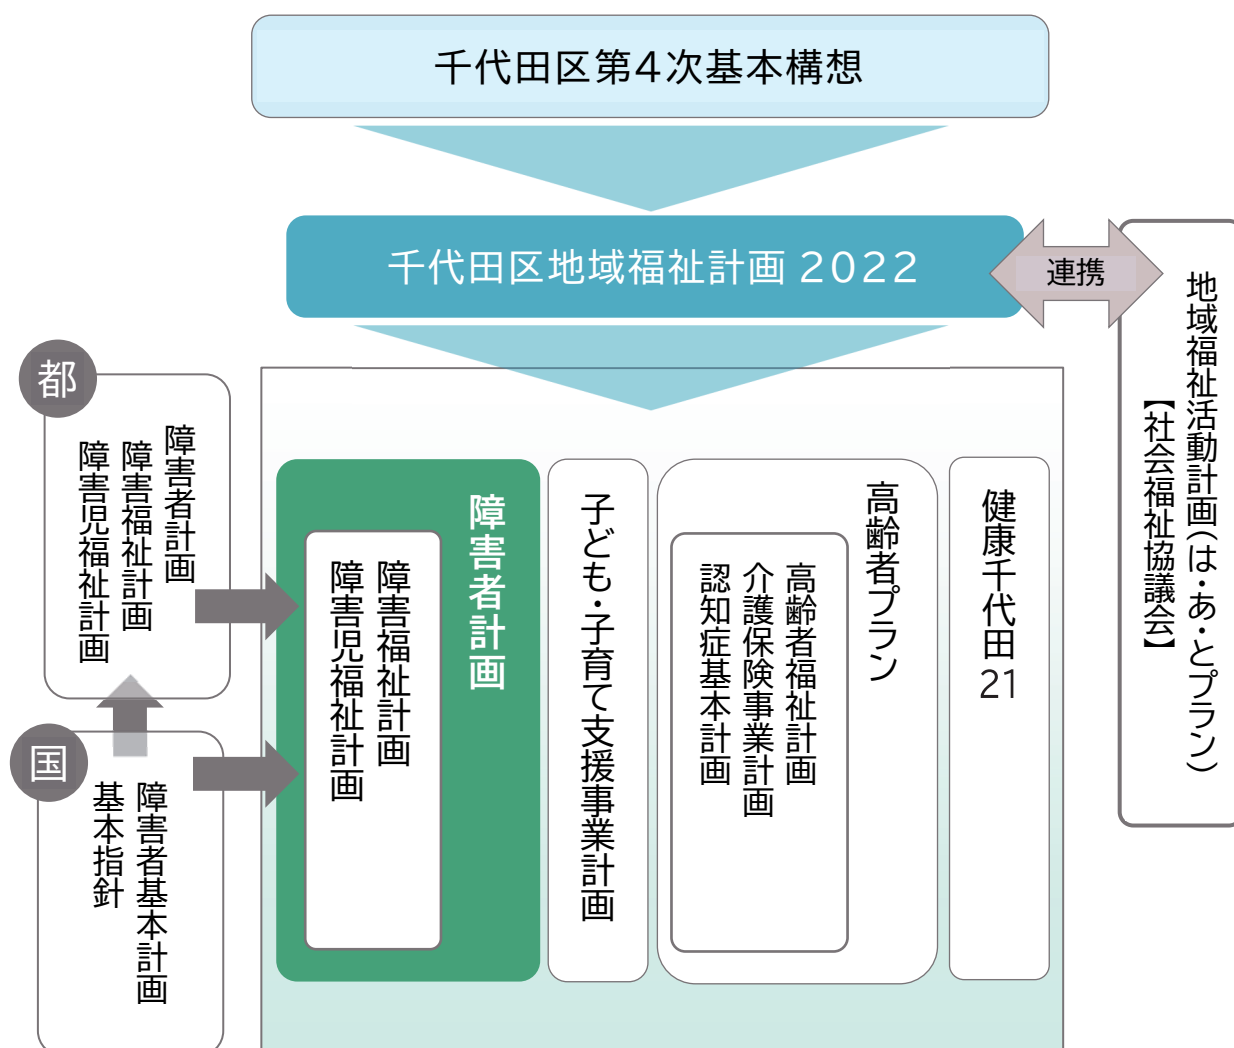 千代田区第4次基本構想
千代田区地域福祉計画 2022
連携
地域福祉活動計画(は・あ・とプラン)
【社会福祉協議会】
都
障害者計画
障害福祉計画
障害児福祉計画
国
障害者基本計画
基本指針
障害者計画
障害福祉計画
障害児福祉計画
子ども・子育て支援事業計画
高齢者プラン
高齢者福祉計画
介護保険事業計画
認知症基本計画
健康千代田21